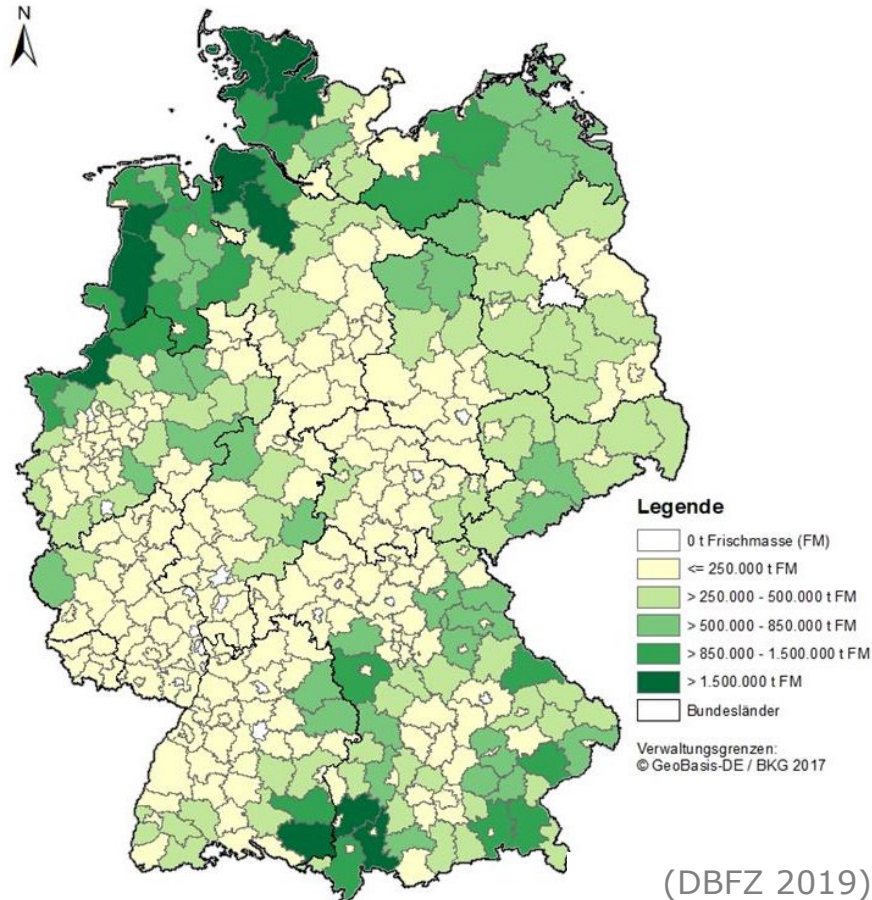 N
Legende
0 t Frischmasse (FM)
<= 250.000 t FM
> 250.000 - 500.000 t FM
> 500.000 - 850.000 t FM
> 850.000 - 1.500.000 t FM
> 1.500.000 t FM
Bundesländer
Verwaltungsgrenzen:
© GeoBasis-DE / BKG 2017
(DBFZ 2019)